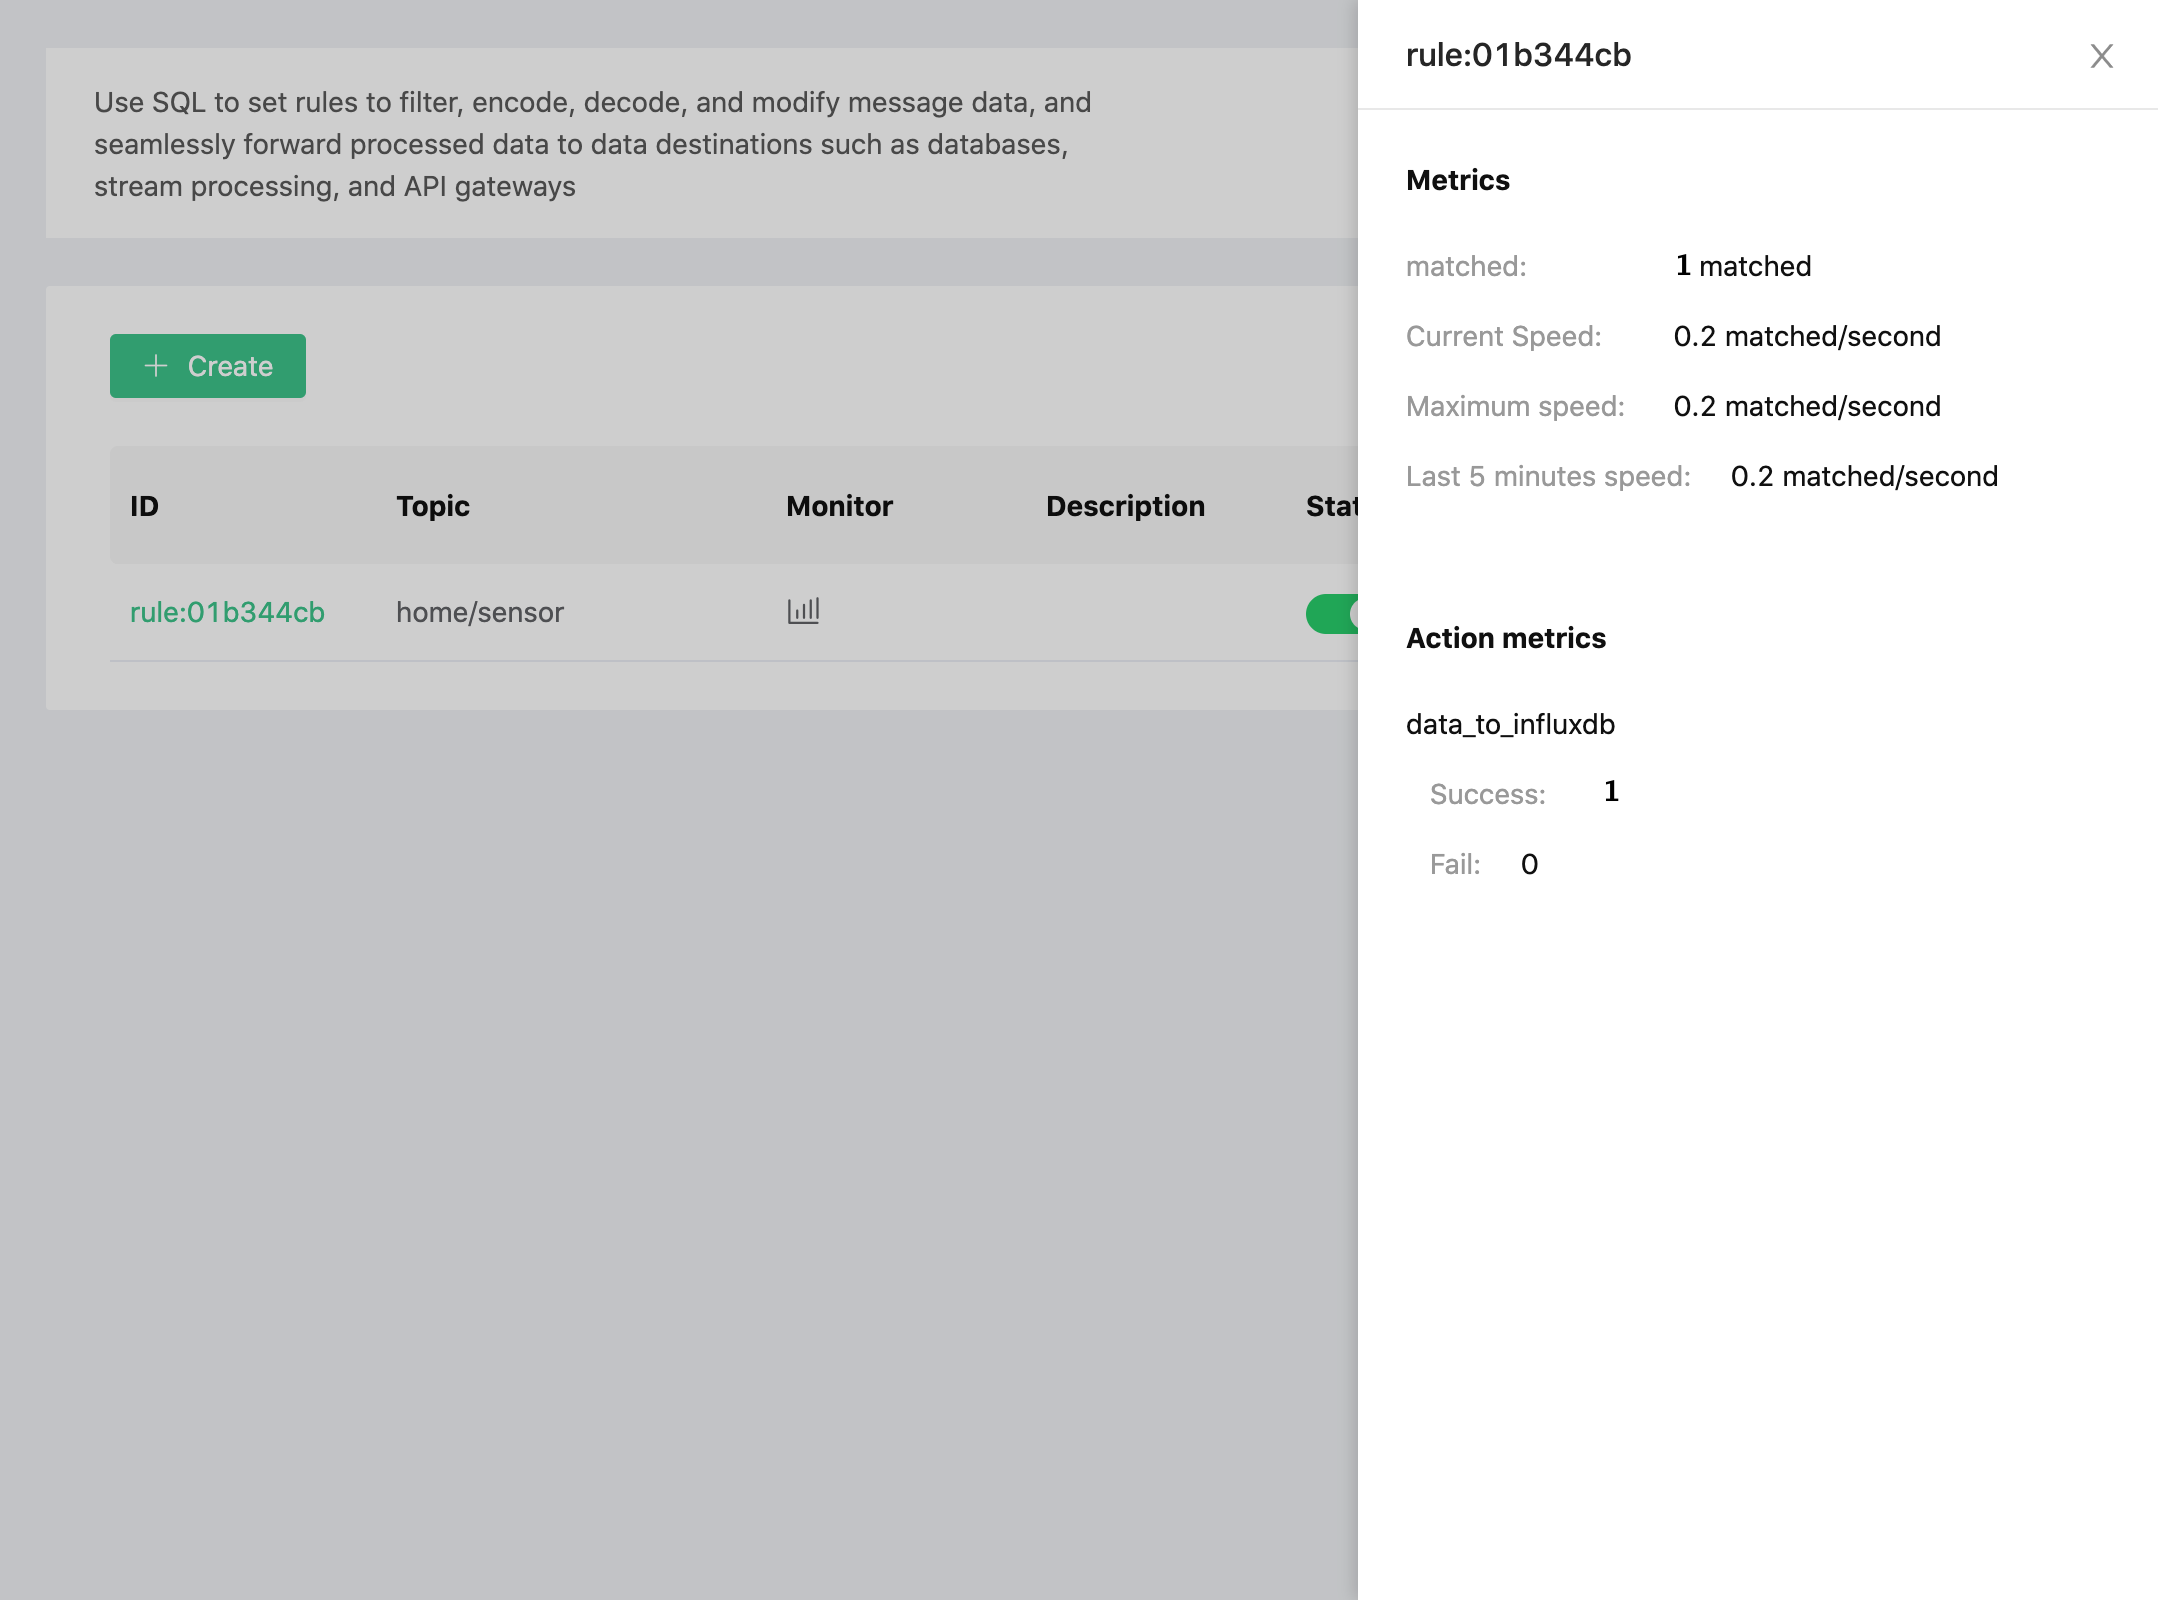 Use SQL to set rules to filter, encode, decode, and modify message data, and
seamlessly forward processed data to data destinations such as databases,
stream processing, and API gateways
Create
ID Topic Monitor Description Stat
rule:01b344cb home/sensor
rule:01b344cb
Metrics
matched: 1 matched
Current Speed: 0.2 matched/second
Maximum speed: 0.2 matched/second
Last 5 minutes speed: 0.2 matched/second
Action metrics
data_to_influxdb
Success: 1
Fail: 0